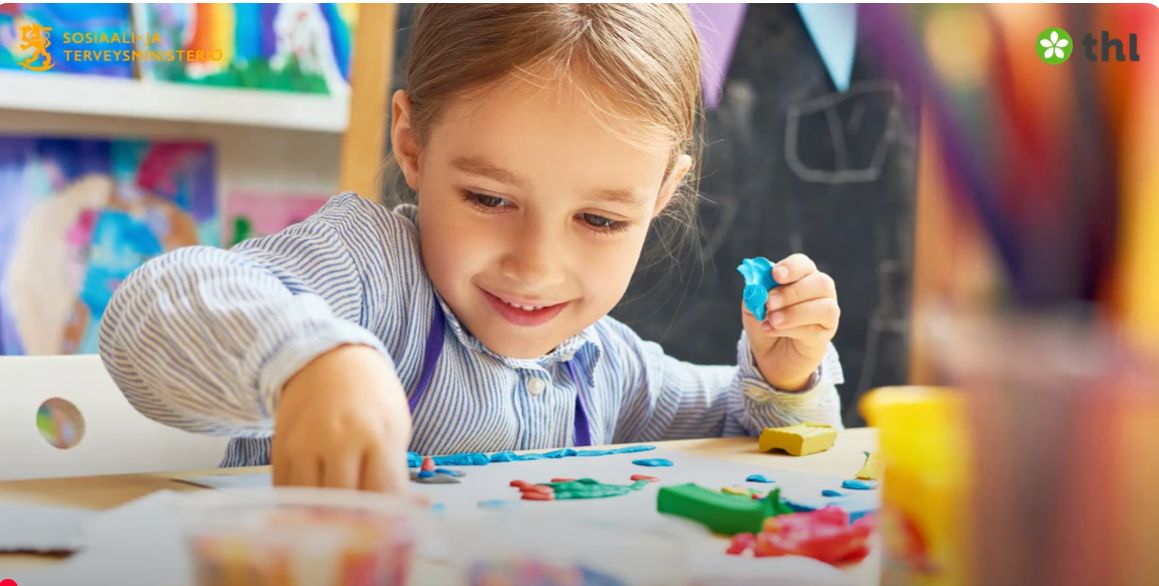 SOSIAALI- JA
TERVEYSMINISTERIÖ
thl